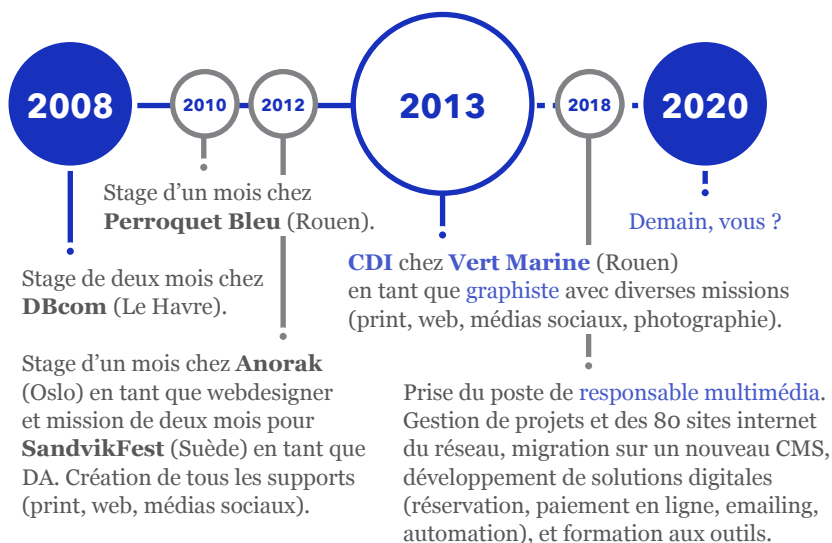 2008
2010
2012
2013
2018
2020
Stage d’un mois chez
Perroquet Bleu (Rouen).
Demain, vous ?
Stage de deux mois chez
DBcom (Le Havre).
CDI chez Vert Marine (Rouen)
en tant que graphiste avec diverses missions
(print, web, médias sociaux, photographie).
Stage d’un mois chez Anorak
(Oslo) en tant que webdesigner
et mission de deux mois pour
SandvikFest (Suède) en tant que
DA. Création de tous les supports
(print, web, médias sociaux).
Prise du poste de responsable multimédia.
Gestion de projets et des 80 sites internet
du réseau, migration sur un nouveau CMS,
développement de solutions digitales
(réservation, paiement en ligne, emailing,
automation), et formation aux outils.